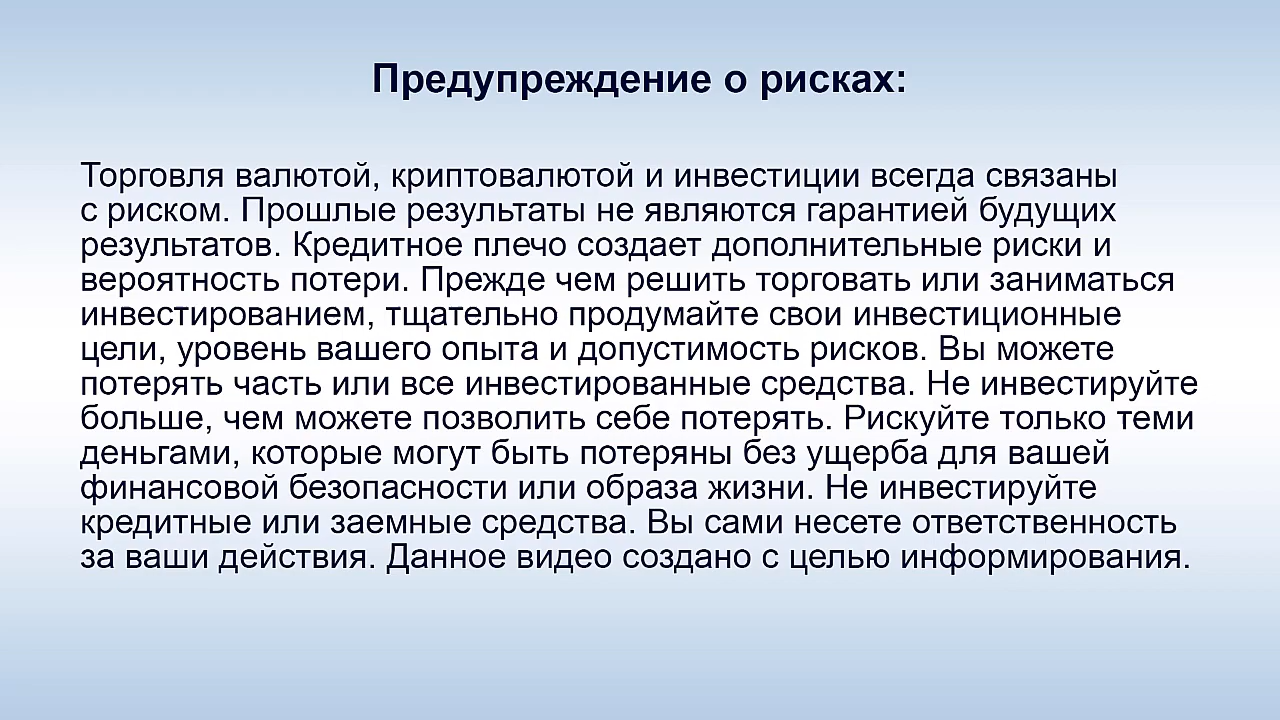 Предупреждение о рисках:
Торговля валютой, криптовалютой и инвестиции всегда связаны
с риском. Прошлые результаты не являются гарантией будущих
результатов. Кредитное плечо создает дополнительные риски и
вероятность потери. Прежде чем решить торговать или заниматься
инвестированием, тщательно продумайте свои инвестиционные
цели, уровень вашего опыта и допустимость рисков. Вы можете
потерять часть или все инвестированные средства. Не инвестируйте
больше, чем можете позволить себе потерять. Рискуйте только теми
деньгами, которые могут быть потеряны без ущерба для вашей
финансовой безопасности или образа жизни. Не инвестируйте
кредитные или заемные средства. Вы сами несете ответственность
за ваши действия. Данное видео создано с целью информирования.